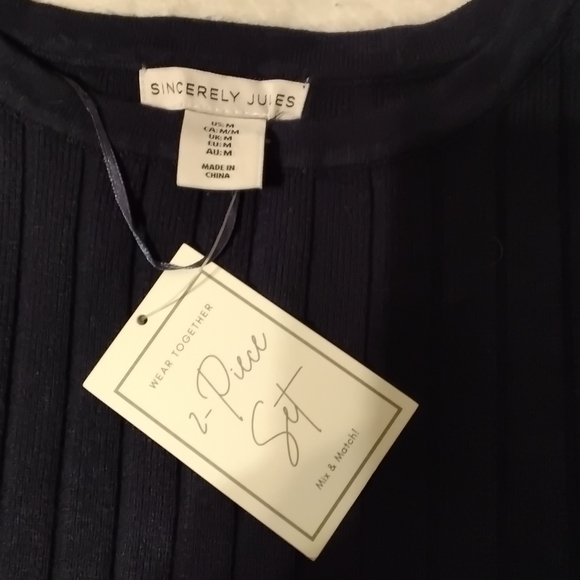 SINCERELY JULES
US: M
CA: M/M
UK: M
EU: M
AU: M
MADE IN
CHINA
WEAR TOGETHER
2-Piece
Set
Mix & Match!